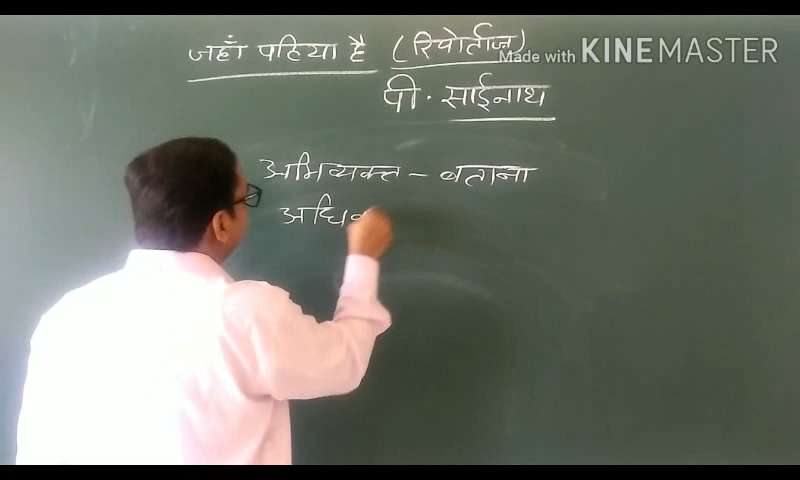 जहाँ पहिया है (रिपोर्ताज)
Made with KINEMASTER
पी. साईनाथ
अभिव्यक्त - बताना